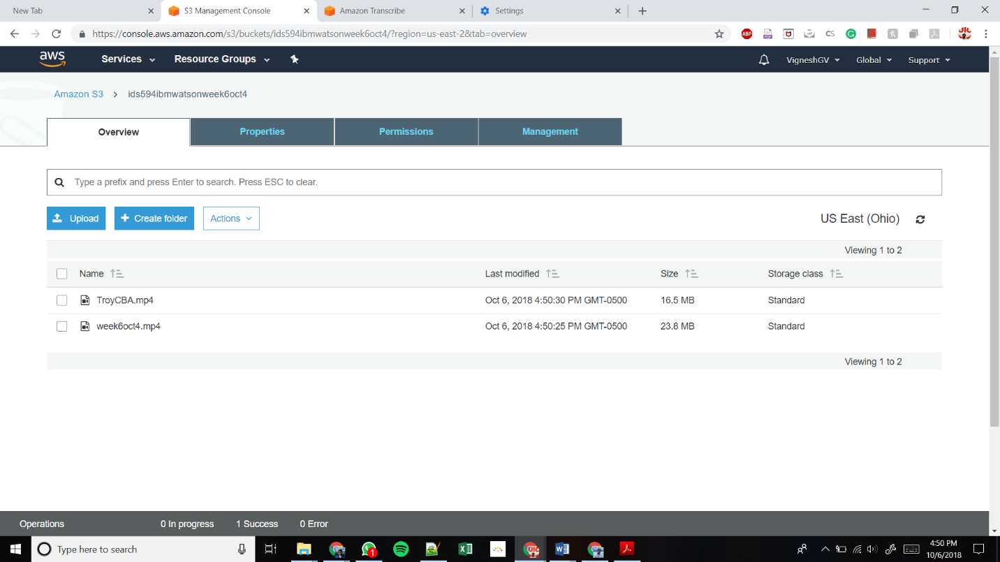 New Tab
S3 Management Console
Amazon Transcribe
Settings
https://console.aws.amazon.com/s3/buckets/ids594ibmwatsonweek6oct4/?region=us-east-2&tab=overview
ABP
PDF
CS
aws
Services
Resource Groups
VigneshGV
Global
Support
Amazon S3 > ids594ibmwatsonweek6oct4
Overview
Properties
Permissions
Management
Type a prefix and press Enter to search. Press ESC to clear.
Upload
+ Create folder
Actions
US East (Ohio)
Viewing 1 to 2
Name Last modified Size Storage class
TroyCBA.mp4 Oct 6, 2018 4:50:30 PM GMT-0500 16.5 MB Standard
week6oct4.mp4 Oct 6, 2018 4:50:25 PM GMT-0500 23.8 MB Standard
Viewing 1 to 2
Operations 0 In progress 1 Success 0 Error
Type here to search
1
4:50 PM
10/6/2018